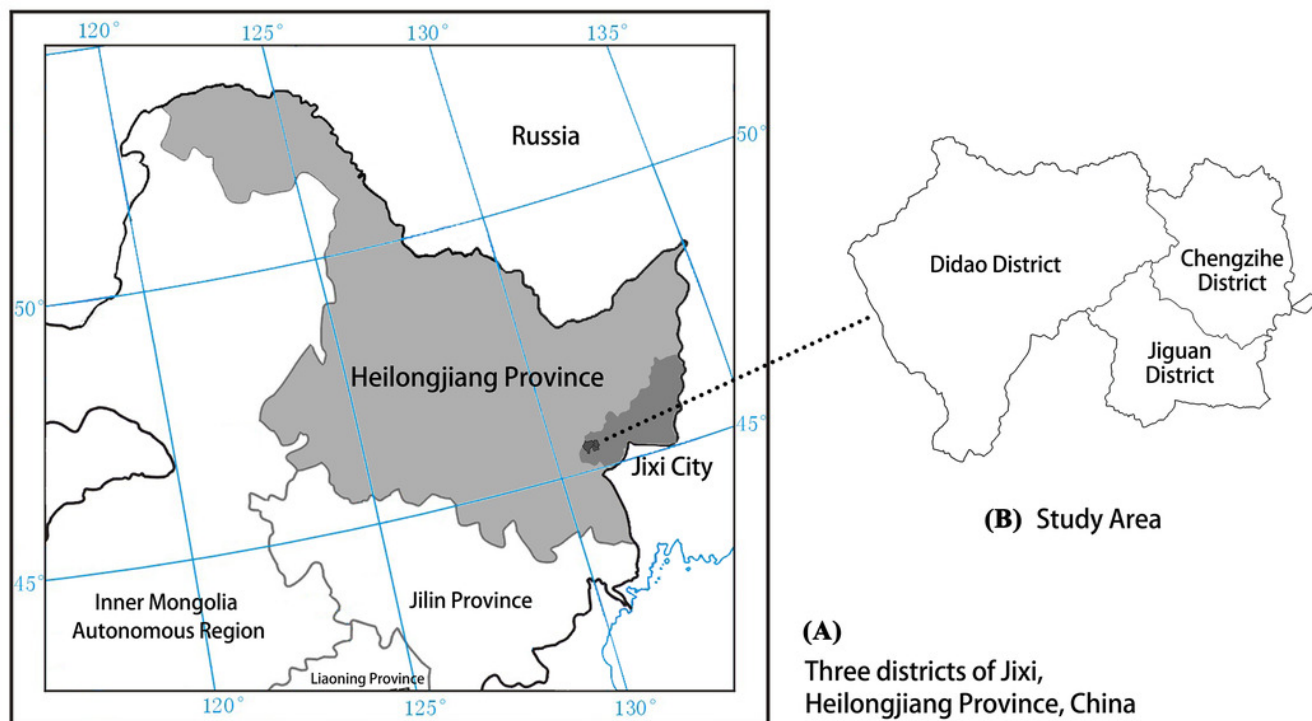 120°
125°
130°
135°
Russia
50°
50°
Heilongjiang Province
45°
Jixi City
45°
Inner Mongolia
Autonomous Region
Jilin Province
Liaoning Province
120°
125°
130°
Didao District
Chengzihe
District
Jiguan
District
(B) Study Area
(A)
Three districts of Jixi,
Heilongjiang Province, China